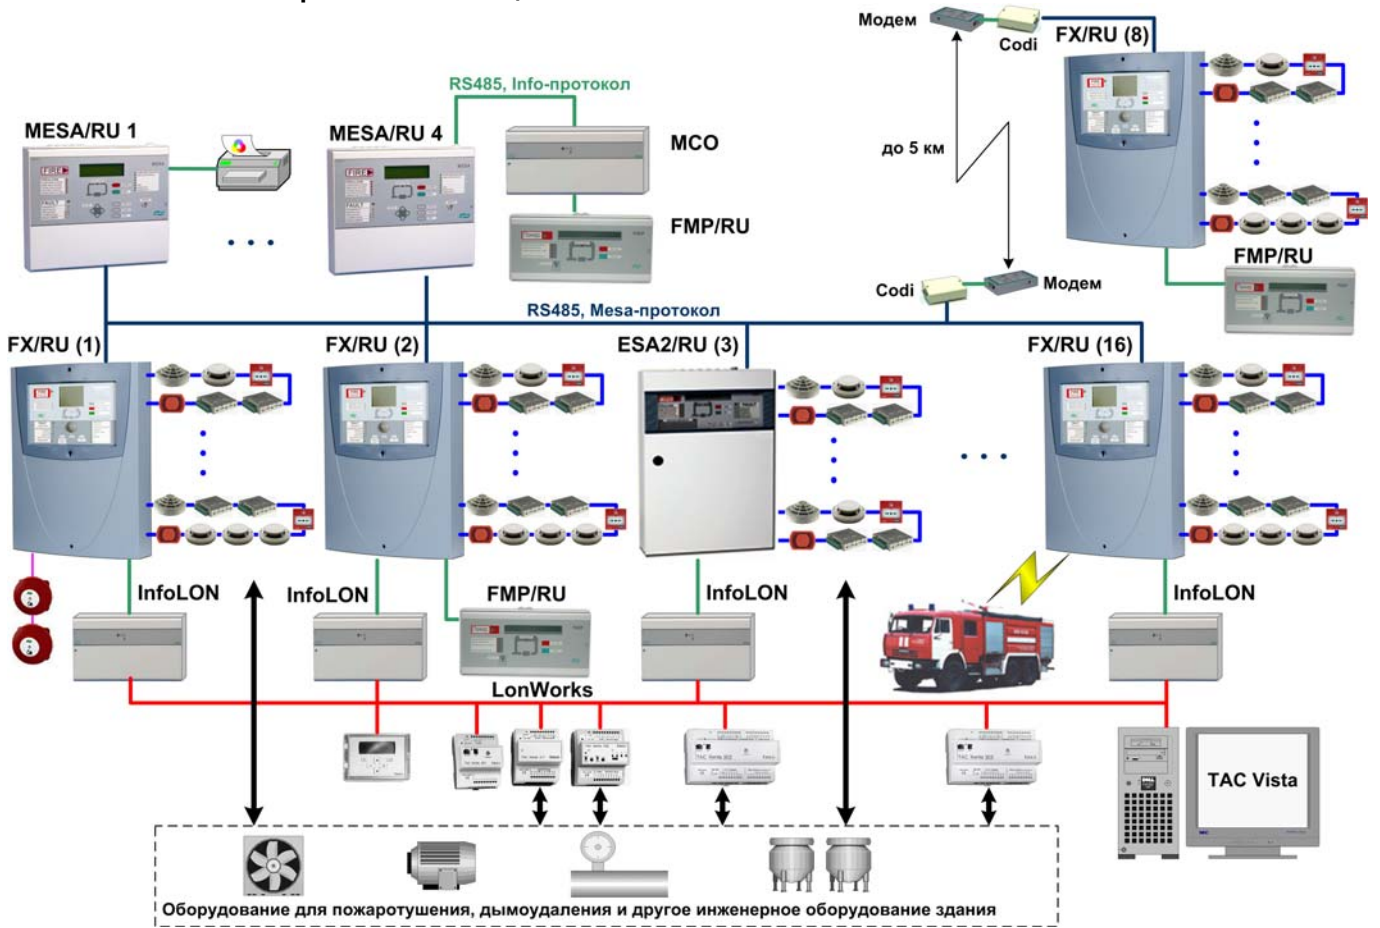 Модем
Codi
FX/RU (8)
RS485, Info-протокол
MESA/RU 1
MESA/RU 4
MCO
до 5 км
FMP/RU
FMP/RU
Codi
Модем
RS485, Mesa-протокол
FX/RU (1)
FX/RU (2)
ESA2/RU (3)
FX/RU (16)
InfoLON
InfoLON
FMP/RU
InfoLON
InfoLON
LonWorks
TAC Vista
Оборудование для пожаротушения, дымоудаления и другое инженерное оборудование здания